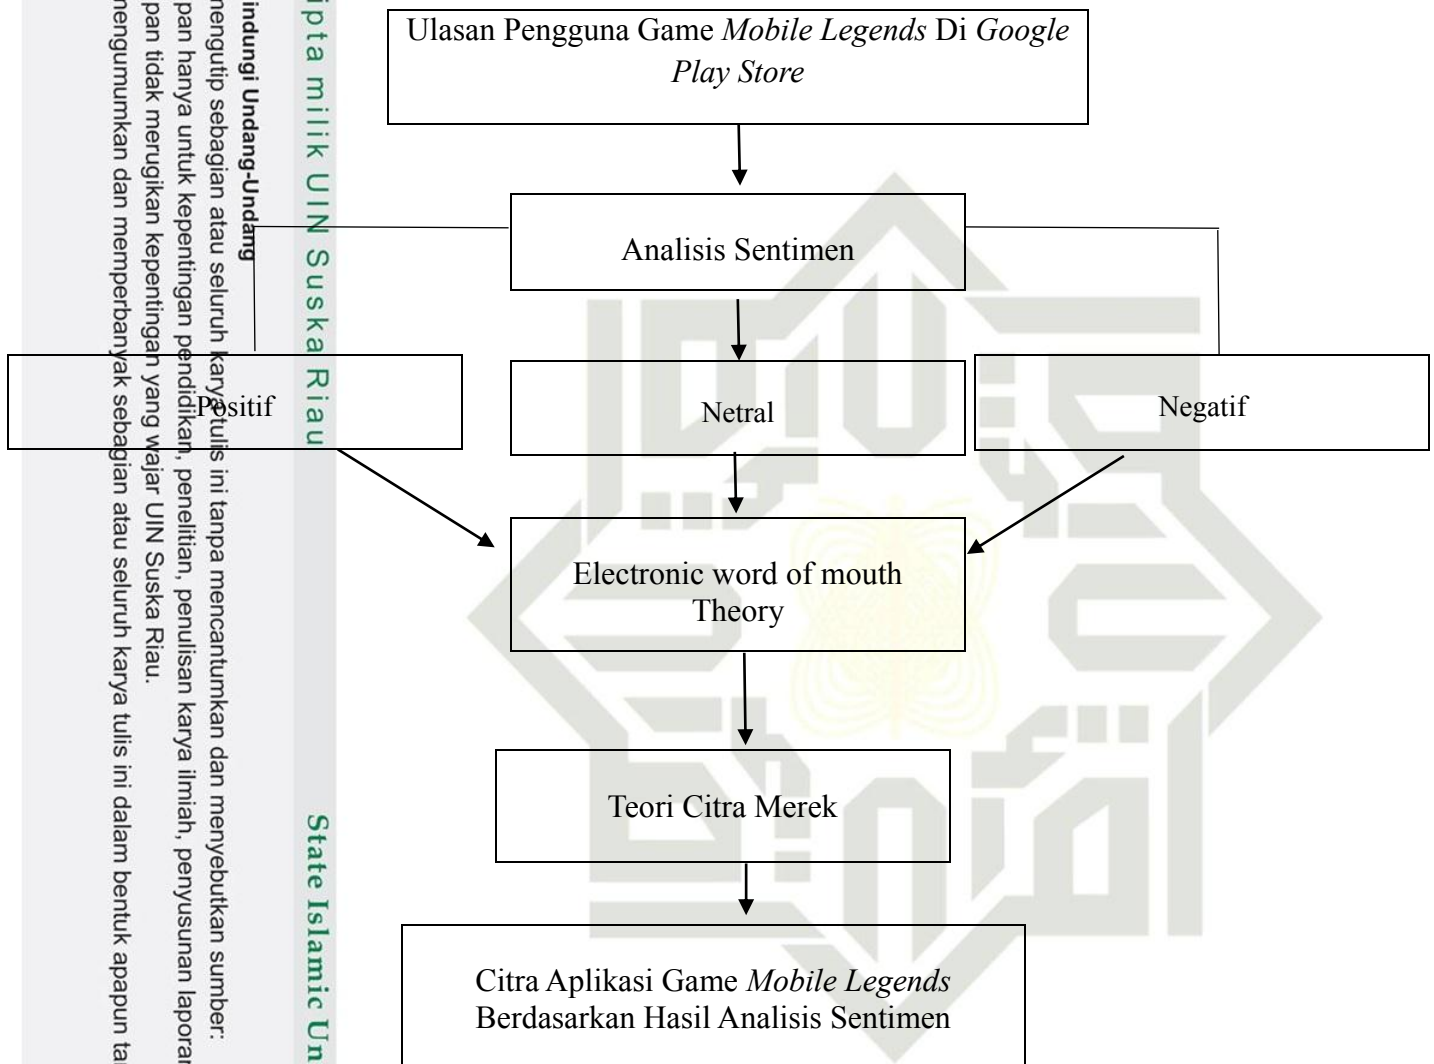 Ulasan Pengguna Game Mobile Legends Di Google
Play Store
Analisis Sentimen
Positif
Netral
Negatif
Electronic word of mouth
Theory
Teori Citra Merek
Citra Aplikasi Game Mobile Legends
Berdasarkan Hasil Analisis Sentimen
ipta milik UIN Suska Riau
State Islamic Un
indungi Undang-Undang
mengutip sebagian atau seluruh karya tulis ini tanpa mencantumkan dan menyebutkan sumber:
pan hanya untuk kepentingan pendidikan, penelitian, penulisan karya ilmiah, penyusunan laporan
pan tidak merugikan kepentingan yang wajar UIN Suska Riau.
mengumumkan dan memperbanyak sebagian atau seluruh karya tulis ini dalam bentuk apapun ta